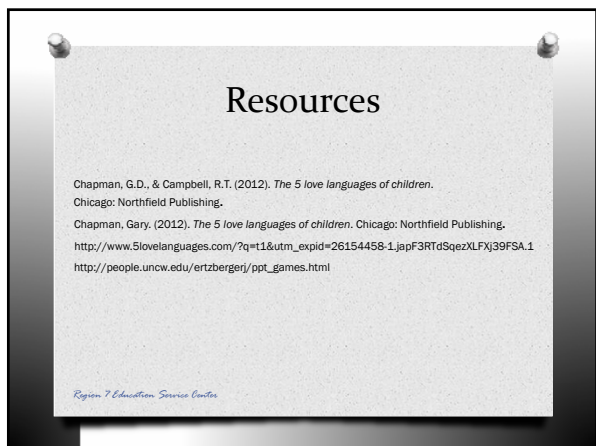 Resources
Chapman, G.D., & Campbell, R.T. (2012). The 5 love languages of children.
Chicago: Northfield Publishing.
Chapman, Gary. (2012). The 5 love languages of children. Chicago: Northfield Publishing.
http://www.5lovelanguages.com/?q=t1&utm_expid=26154458-1.japF3RTdSqezXLFXj39FSA.1
http://people.uncw.edu/ertzbergerj/ppt_games.html
Region 7 Education Service Center